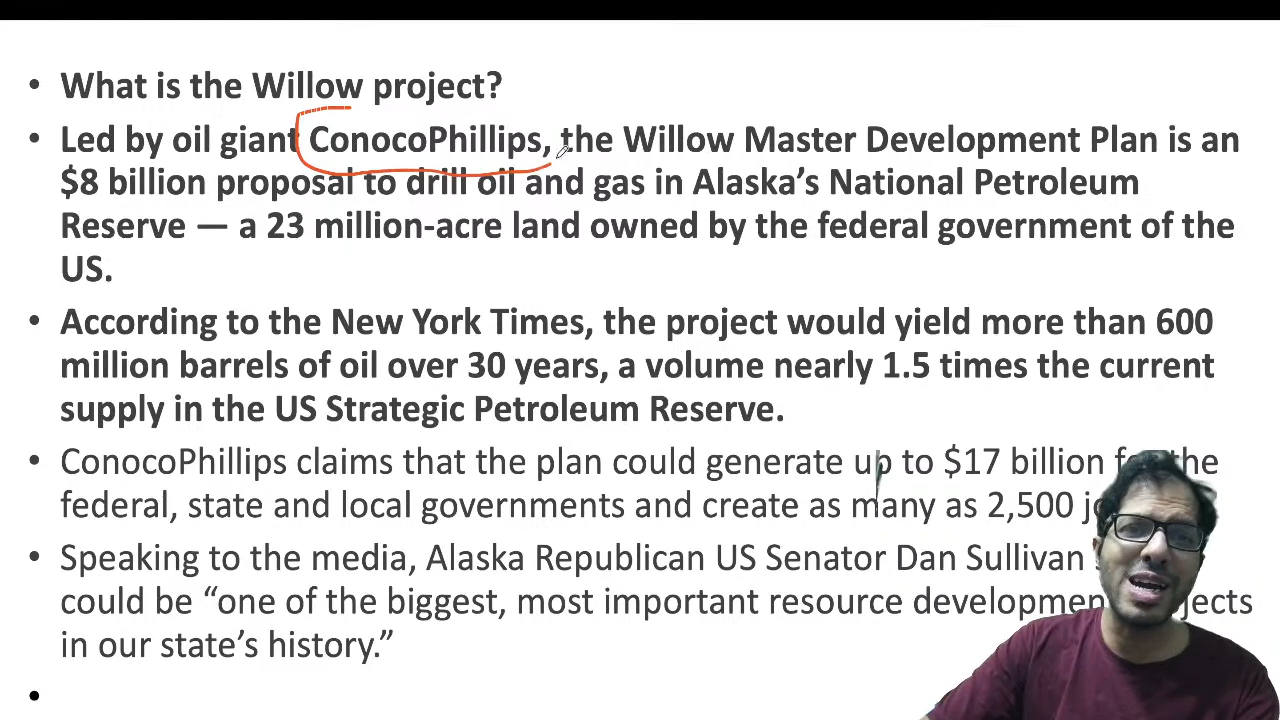 • What is the Willow project?
• Led by oil giant ConocoPhillips, the Willow Master Development Plan is an
$8 billion proposal to drill oil and gas in Alaska’s National Petroleum
Reserve — a 23 million-acre land owned by the federal government of the
US.
• According to the New York Times, the project would yield more than 600
million barrels of oil over 30 years, a volume nearly 1.5 times the current
supply in the US Strategic Petroleum Reserve.
• ConocoPhillips claims that the plan could generate up to $17 billion for the
federal, state and local governments and create as many as 2,500
• Speaking to the media, Alaska Republican US Senator Dan Sullivan
could be “one of the biggest, most important resource development
in our state’s history.”
•